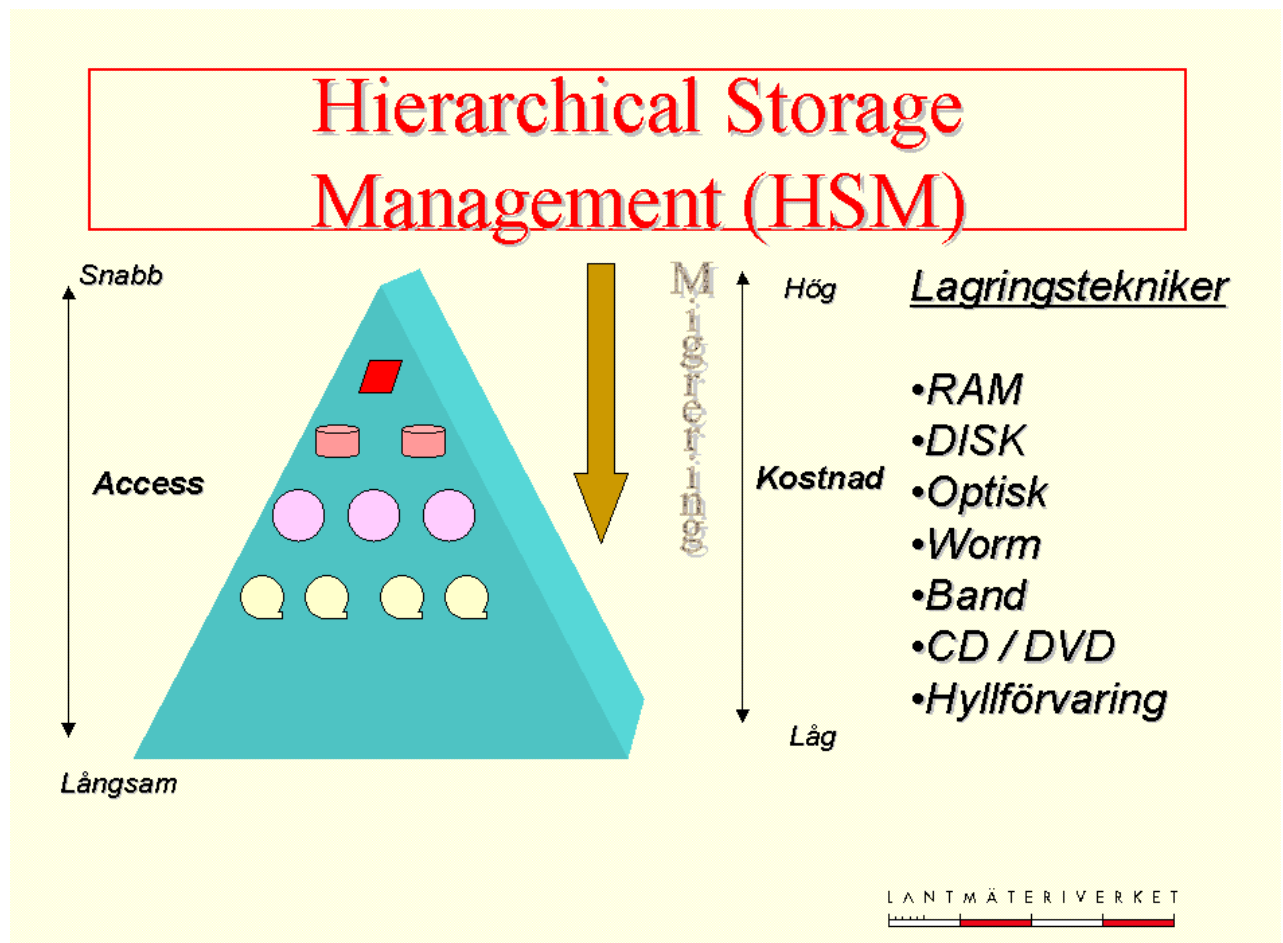 Hierarchical Storage
Management (HSM)
Snabb
Access
Långsam
Migrering
Hög
Kostnad
Låg
Lagringstekniker
•RAM
•DISK
•Optisk
•Worm
•Band
•CD / DVD
•Hyllförvaring
LANTMÄTERIVERKET